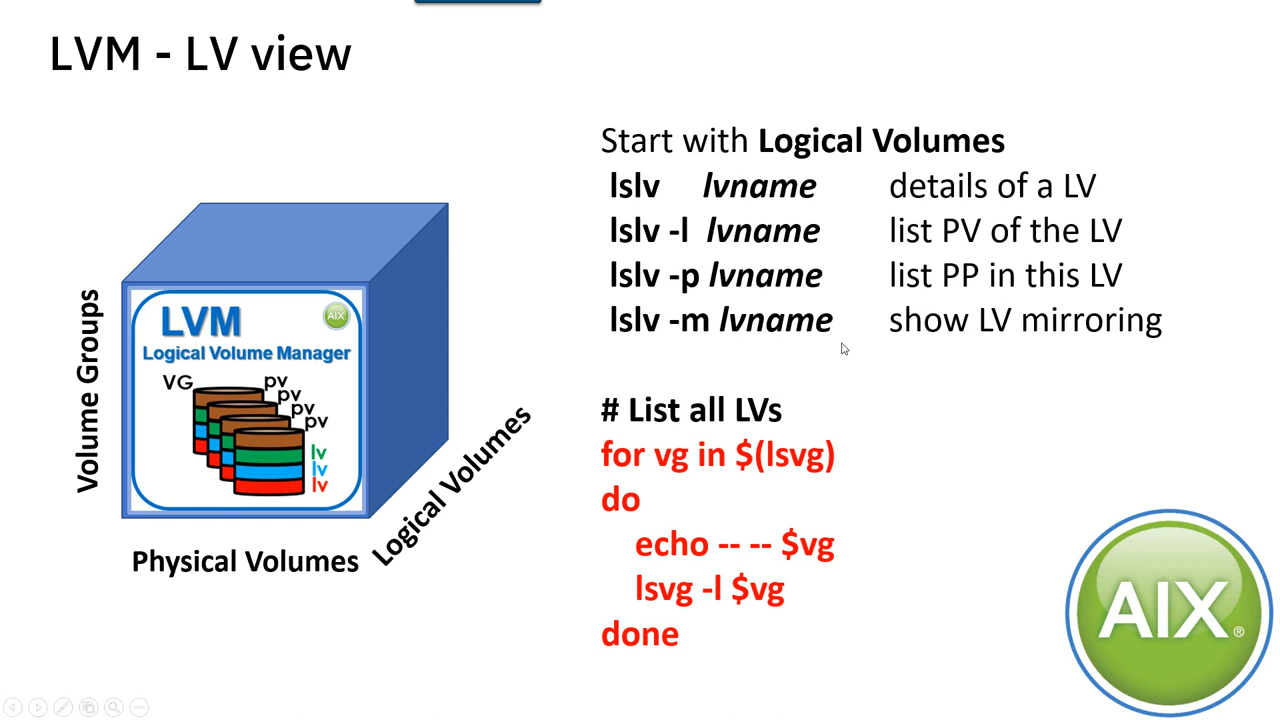 LVM - LV view
Start with Logical Volumes
lslv lvname details of a LV
lslv -l lvname list PV of the LV
lslv -p lvname list PP in this LV
lslv -m lvname show LV mirroring
# List all LVs
for vg in $(lsvg)
do
echo -- -- $vg
lsvg -l $vg
done
Volume Groups
LVM
AIX
Logical Volume Manager
VG
pv
pv
pv
pv
lv
lv
lv
Physical Volumes
Logical Volumes
AIX®